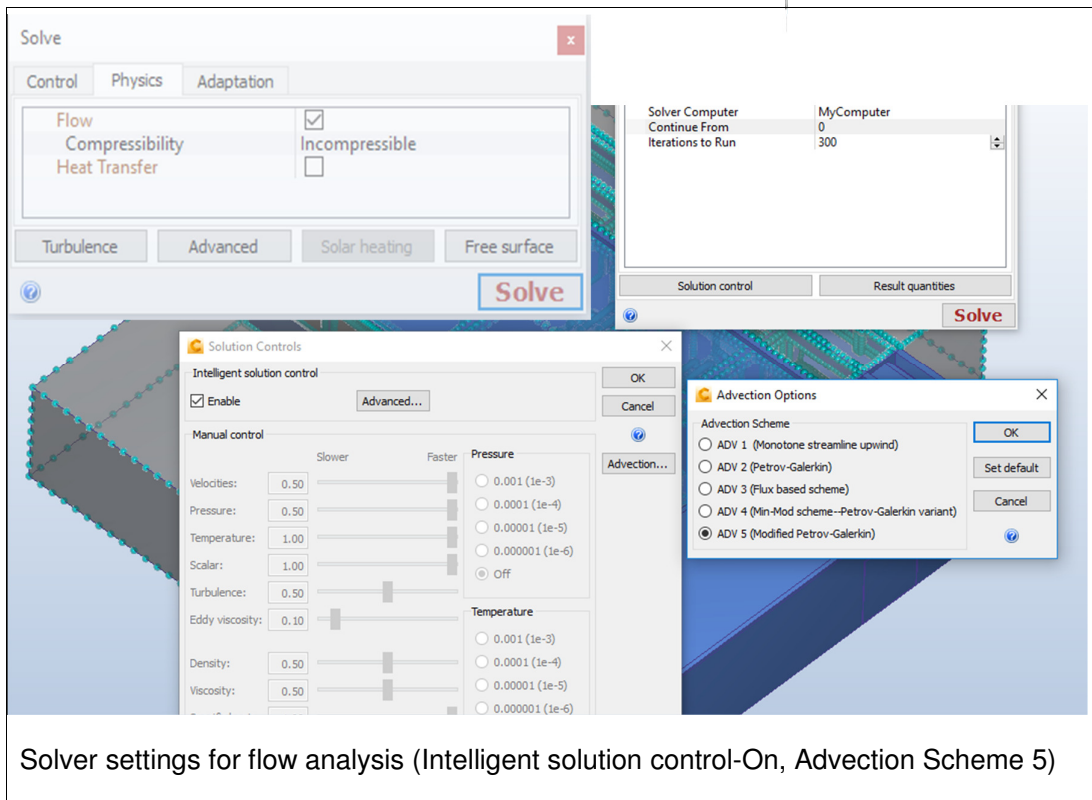 Solve
x
Control Physics Adaptation
Flow
Compressibility Incompressible
Heat Transfer
Turbulence Advanced Solar heating Free surface
? Solve
Solver Computer MyComputer
Continue From 0
Iterations to Run 300
Solution control Result quantities
? Solve
Solution Controls
Intelligent solution control
Enable Advanced...
OK
Cancel
?
Advection...
Manual control
Slower Faster
Velocities: 0.50
Pressure: 0.50
Temperature: 1.00
Scalar: 1.00
Turbulence: 0.50
Eddy viscosity: 0.10
Density: 0.50
Viscosity: 0.50
Pressure
0.001 (1e-3)
0.0001 (1e-4)
0.00001 (1e-5)
0.000001 (1e-6)
Off
Temperature
0.001 (1e-3)
0.0001 (1e-4)
0.00001 (1e-5)
0.000001 (1e-6)
Advection Options
Advection Scheme
ADV 1 (Monotone streamline upwind)
ADV 2 (Petrov-Galerkin)
ADV 3 (Flux based scheme)
ADV 4 (Min-Mod scheme--Petrov-Galerkin variant)
ADV 5 (Modified Petrov-Galerkin)
OK
Set default
Cancel
?
Solver settings for flow analysis (Intelligent solution control-On, Advection Scheme 5)